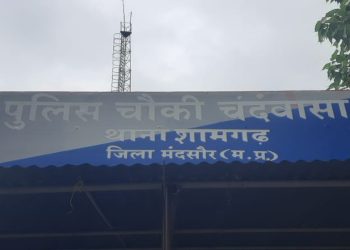 पुलिस चौकी चंदवासा
थाना शामगढ़
जिला मंदसौर (म.प्र.)